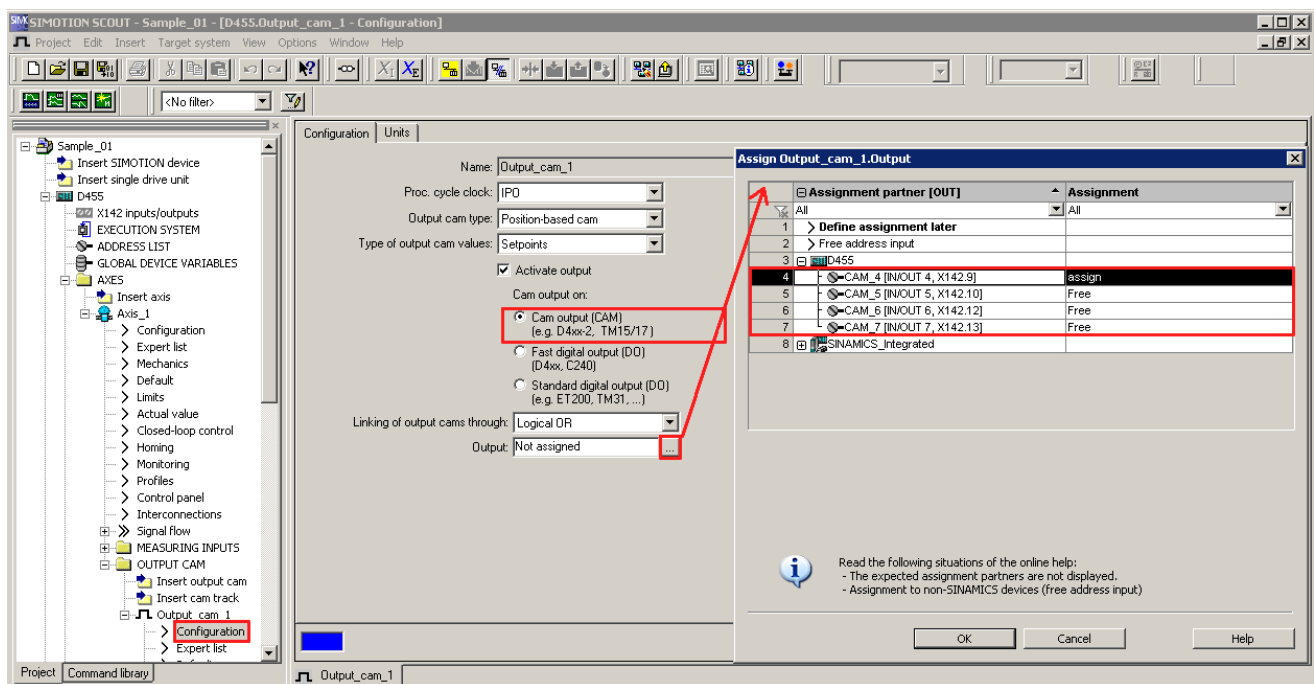 SIMOTION SCOUT - Sample_01 - [D455.Output_cam_1 - Configuration]
Project Edit Insert Target system View Options Window Help
<No filter>
Sample_01
Insert SIMOTION device
Insert single drive unit
D455
X142 inputs/outputs
EXECUTION SYSTEM
ADDRESS LIST
GLOBAL DEVICE VARIABLES
AXES
Insert axis
Axis_1
Configuration
Expert list
Mechanics
Default
Limits
Actual value
Closed-loop control
Homing
Monitoring
Profiles
Control panel
Interconnections
Signal flow
MEASURING INPUTS
OUTPUT CAM
Insert output cam
Insert cam track
Output_cam_1
Configuration
Expert list
Project Command library
Configuration Units
Name: Output_cam_1
Proc. cycle clock: IPO
Output cam type: Position-based cam
Type of output cam values: Setpoints
Activate output
Cam output on:
Cam output (CAM)
(e.g. D4xx-2, TM15/17)
Fast digital output (DO)
(D4xx, C240)
Standard digital output (DO)
(e.g. ET200, TM31, ...)
Linking of output cams through: Logical OR
Output: Not assigned ...
Output_cam_1
Assign Output_cam_1.Output
Assignment partner [OUT] Assignment
All All
1 Define assignment later
2 Free address input
3 D455
4 CAM_4 [IN/OUT 4, X142.9] assign
5 CAM_5 [IN/OUT 5, X142.10] Free
6 CAM_6 [IN/OUT 6, X142.12] Free
7 CAM_7 [IN/OUT 7, X142.13] Free
8 SINAMICS_Integrated
Read the following situations of the online help:
- The expected assignment partners are not displayed.
- Assignment to non-SINAMICS devices (free address input)
OK Cancel Help